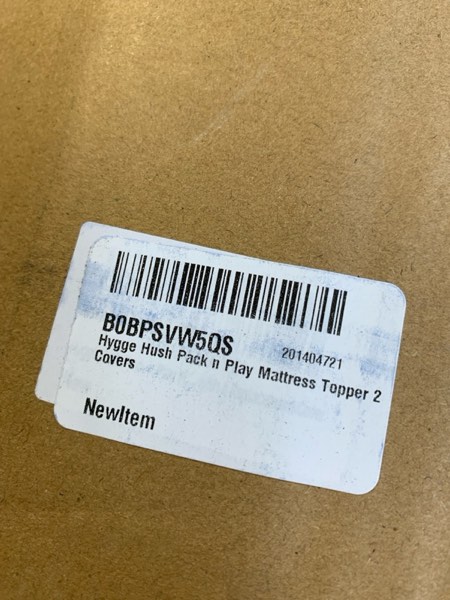 B0BPSVW5QS
201404721
Hygge Hush Pack n Play Mattress Topper 2
Covers
NewItem